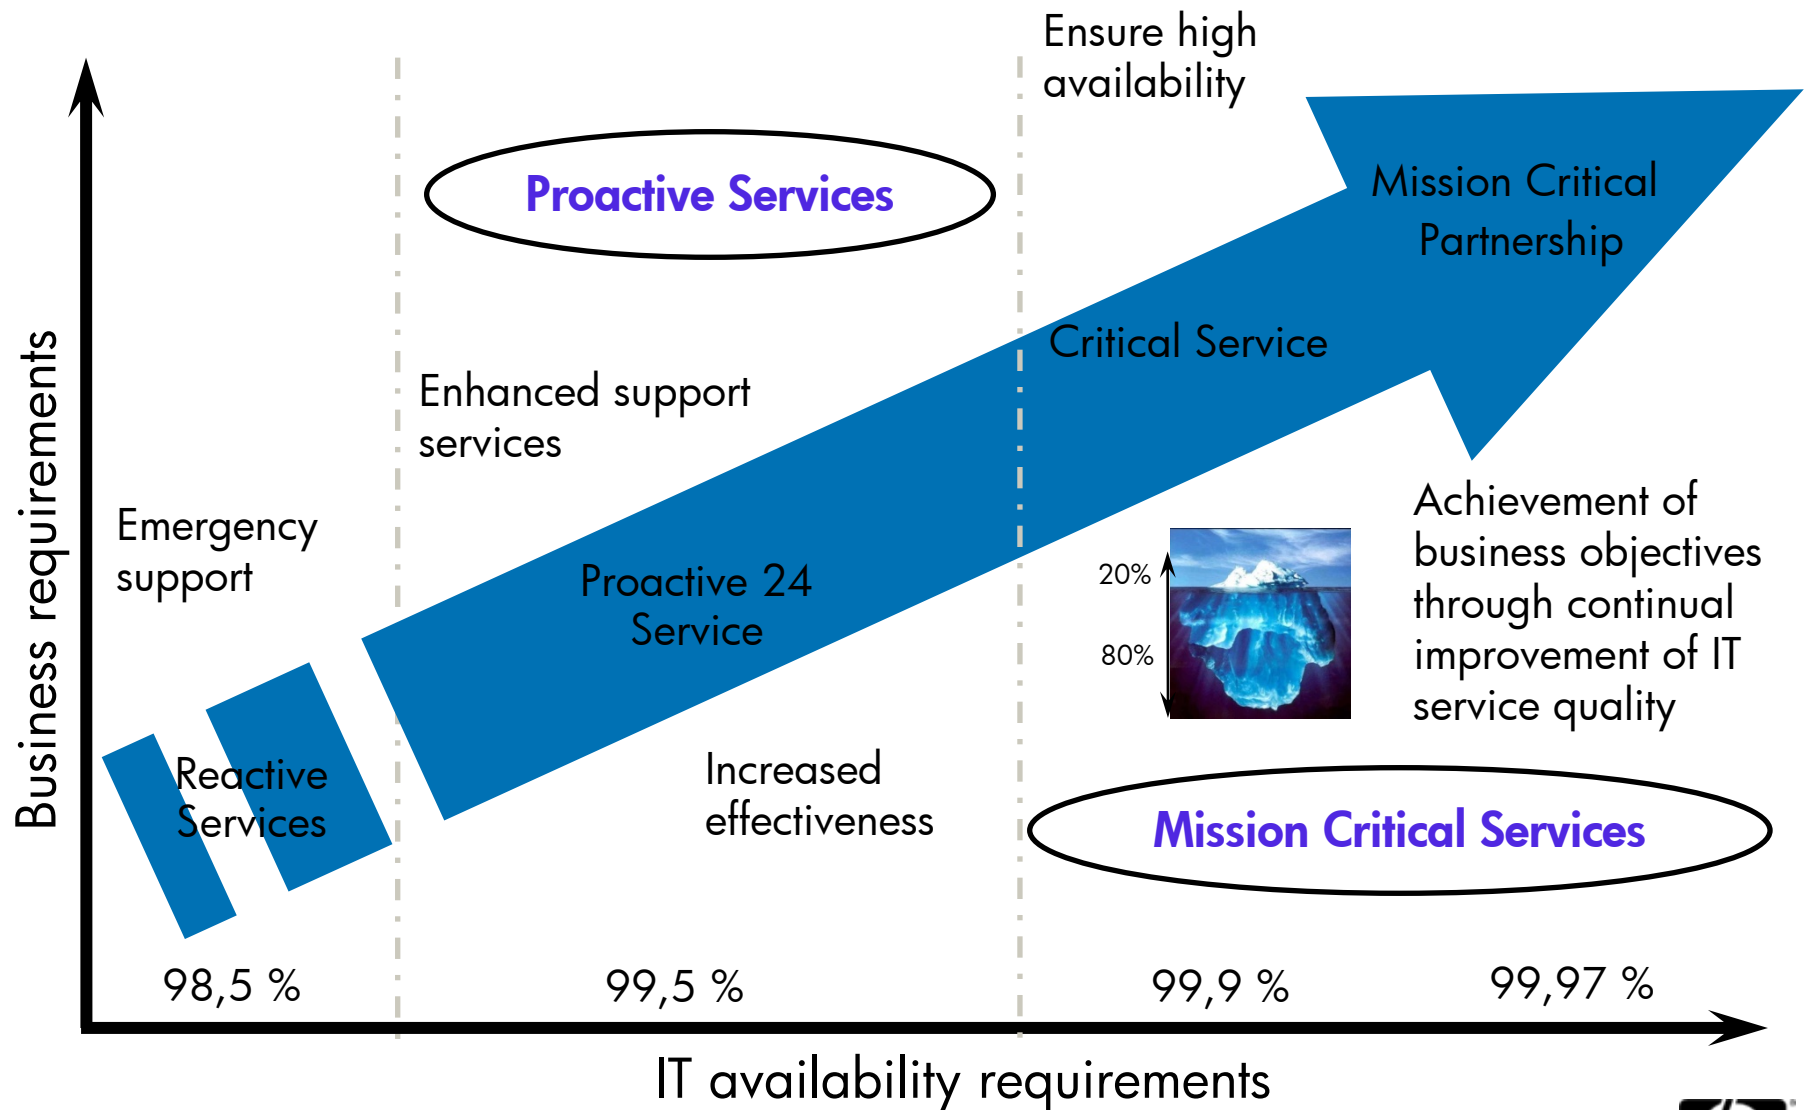 Ensure high
availability
Proactive Services
Mission Critical
Partnership
Critical Service
Enhanced support
services
Emergency
support
Achievement of
business objectives
through continual
improvement of IT
service quality
20%
80%
Proactive 24
Service
Reactive
Services
Increased
effectiveness
Mission Critical Services
98,5 %
99,5 %
99,9 %
99,97 %
Business requirements
IT availability requirements